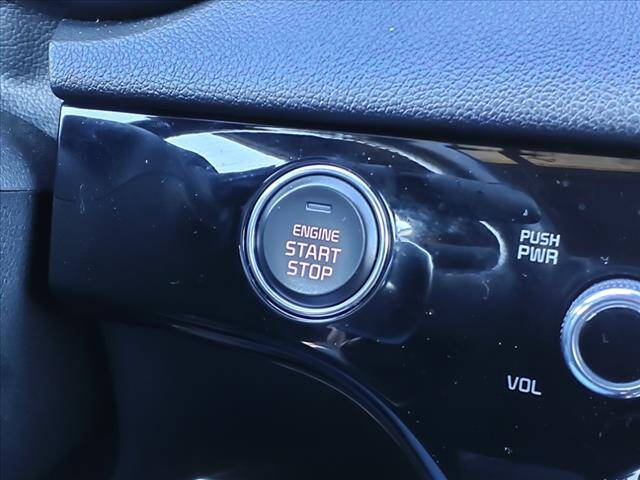 ENGINE
START
STOP
PUSH
PWR
VOL